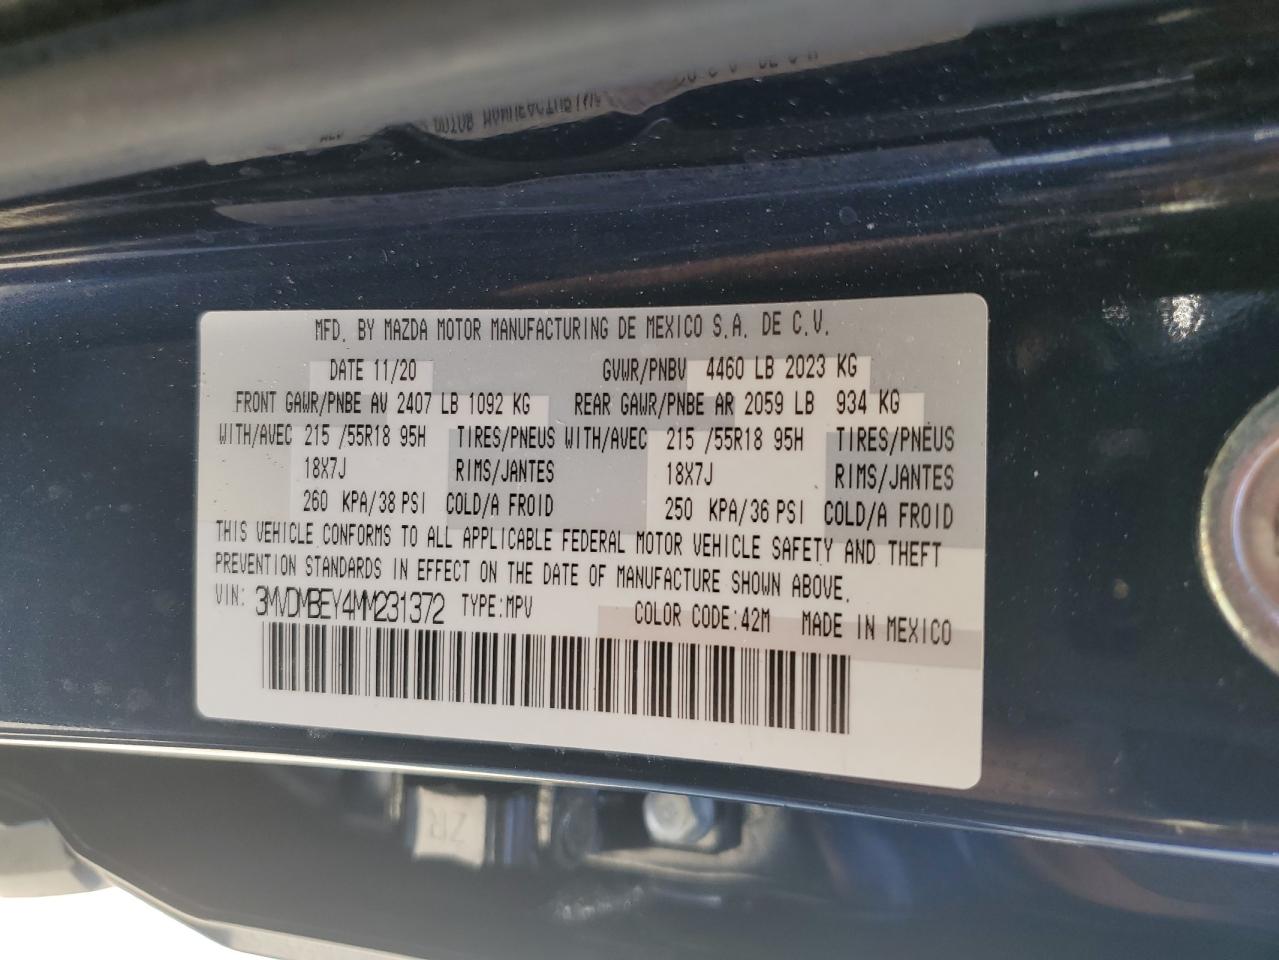 MFD. BY MAZDA MOTOR MANUFACTURING DE MEXICO S.A. DE C.V.
DATE 11/20 GVWR/PNBV 4460 LB 2023 KG
FRONT GAWR/PNBE AV 2407 LB 1092 KG REAR GAWR/PNBE AR 2059 LB 934 KG
WITH/AVEC 215 /55R18 95H TIRES/PNEUS WITH/AVEC 215 /55R18 95H TIRES/PNEUS
18X7J RIMS/JANTES 18X7J RIMS/JANTES
260 KPA/38 PSI COLD/A FROID 250 KPA/36 PSI COLD/A FROID
THIS VEHICLE CONFORMS TO ALL APPLICABLE FEDERAL MOTOR VEHICLE SAFETY AND THEFT
PREVENTION STANDARDS IN EFFECT ON THE DATE OF MANUFACTURE SHOWN ABOVE.
VIN: 3MVDMBEY4MM231372 TYPE:MPV COLOR CODE:42M MADE IN MEXICO